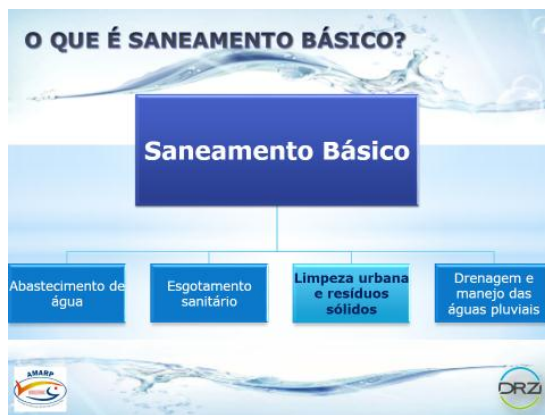 O QUE É SANEAMENTO BÁSICO?
Saneamento Básico
Abastecimento de
água
Esgotamento
sanitário
Limpeza urbana
e resíduos
sólidos
Drenagem e
manejo das
águas pluviais
AMARP
DRZ